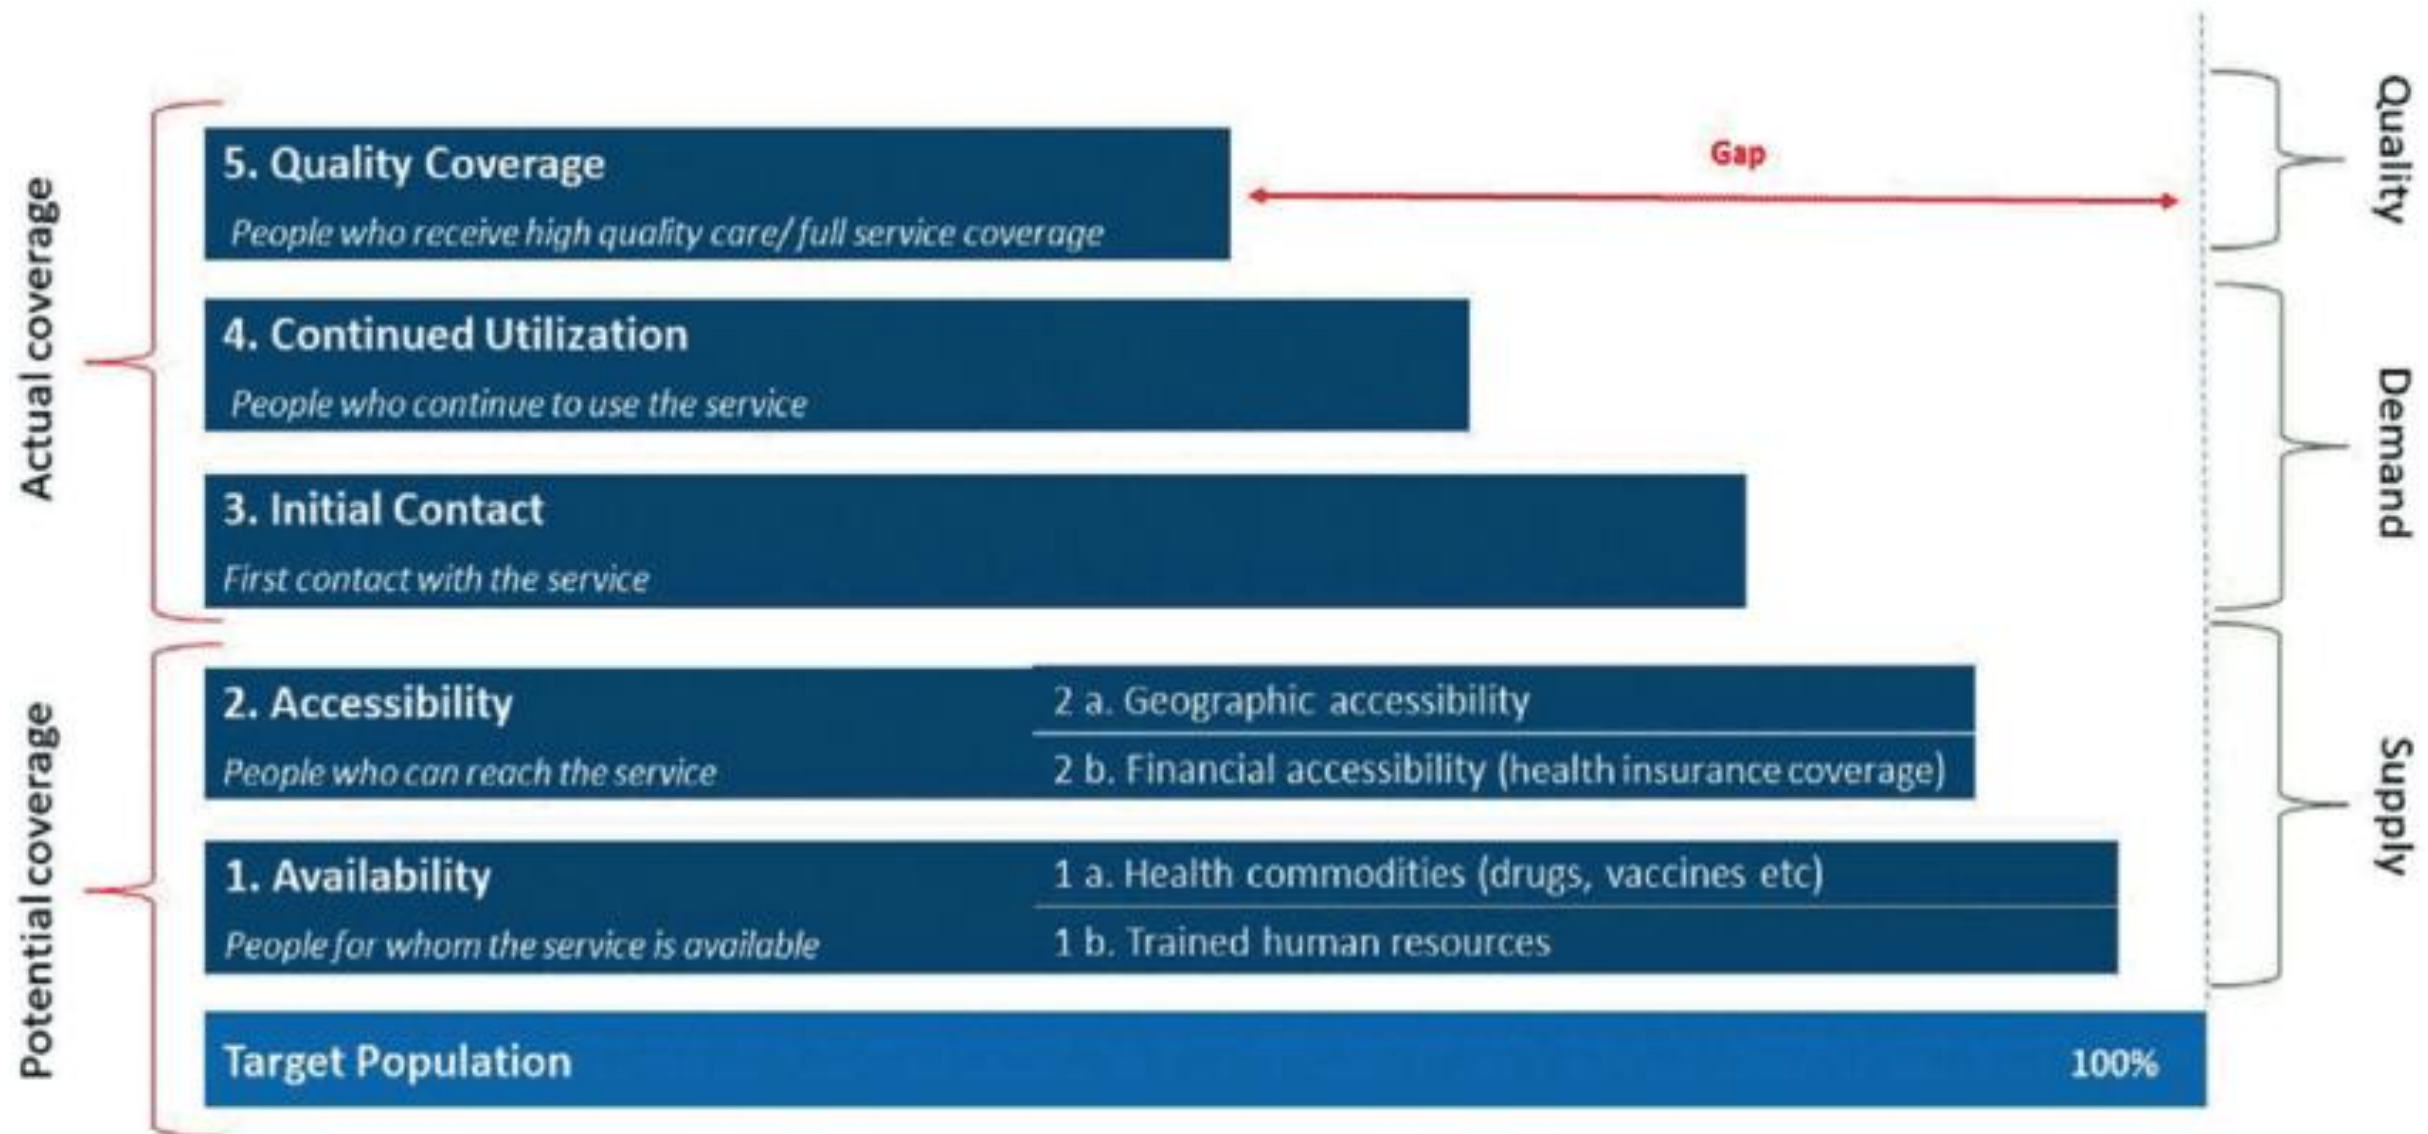 Actual coverage
Potential coverage
5. Quality Coverage
People who receive high quality care/ full service coverage
Gap
4. Continued Utilization
People who continue to use the service
3. Initial Contact
First contact with the service
2. Accessibility
People who can reach the service
2 a. Geographic accessibility
2 b. Financial accessibility (health insurance coverage)
1. Availability
People for whom the service is available
1 a. Health commodities (drugs, vaccines etc)
1 b. Trained human resources
Target Population
100%
Quality
Demand
Supply